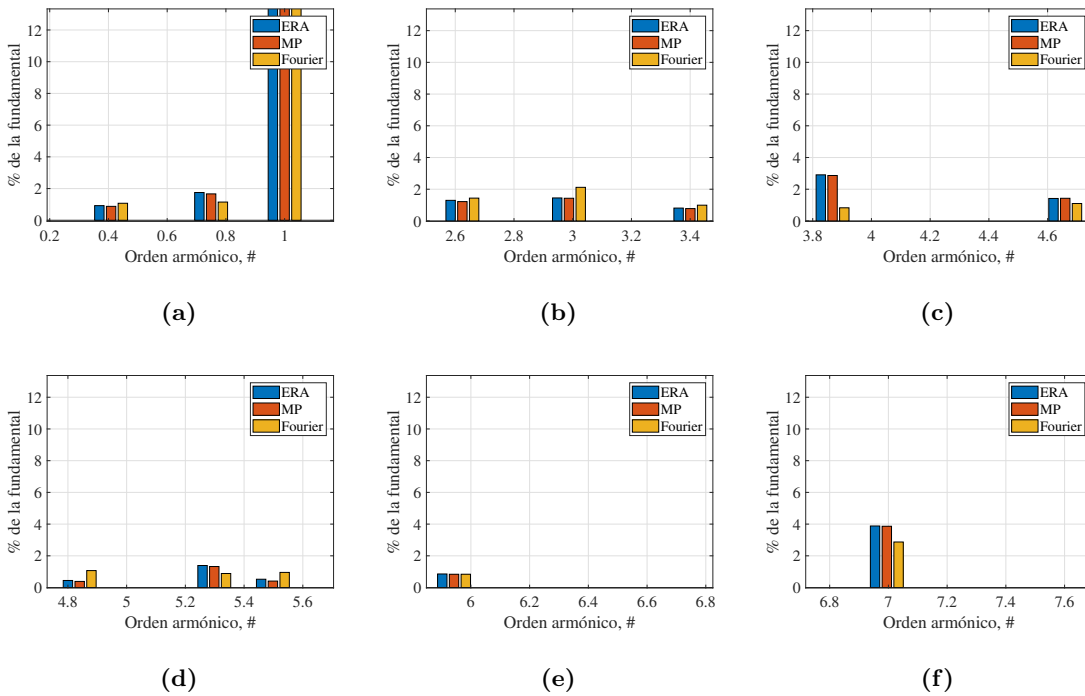 % de la fundamental
12
10
8
6
4
2
0
0.2 0.4 0.6 0.8 1
Orden armónico, #
ERA
MP
Fourier
(a)
% de la fundamental
12
10
8
6
4
2
0
2.6 2.8 3 3.2 3.4
Orden armónico, #
ERA
MP
Fourier
(b)
% de la fundamental
12
10
8
6
4
2
0
3.8 4 4.2 4.4 4.6
Orden armónico, #
ERA
MP
Fourier
(c)
% de la fundamental
12
10
8
6
4
2
0
4.8 5 5.2 5.4 5.6
Orden armónico, #
ERA
MP
Fourier
(d)
% de la fundamental
12
10
8
6
4
2
0
6 6.2 6.4 6.6 6.8
Orden armónico, #
ERA
MP
Fourier
(e)
% de la fundamental
12
10
8
6
4
2
0
6.8 7 7.2 7.4 7.6
Orden armónico, #
ERA
MP
Fourier
(f)